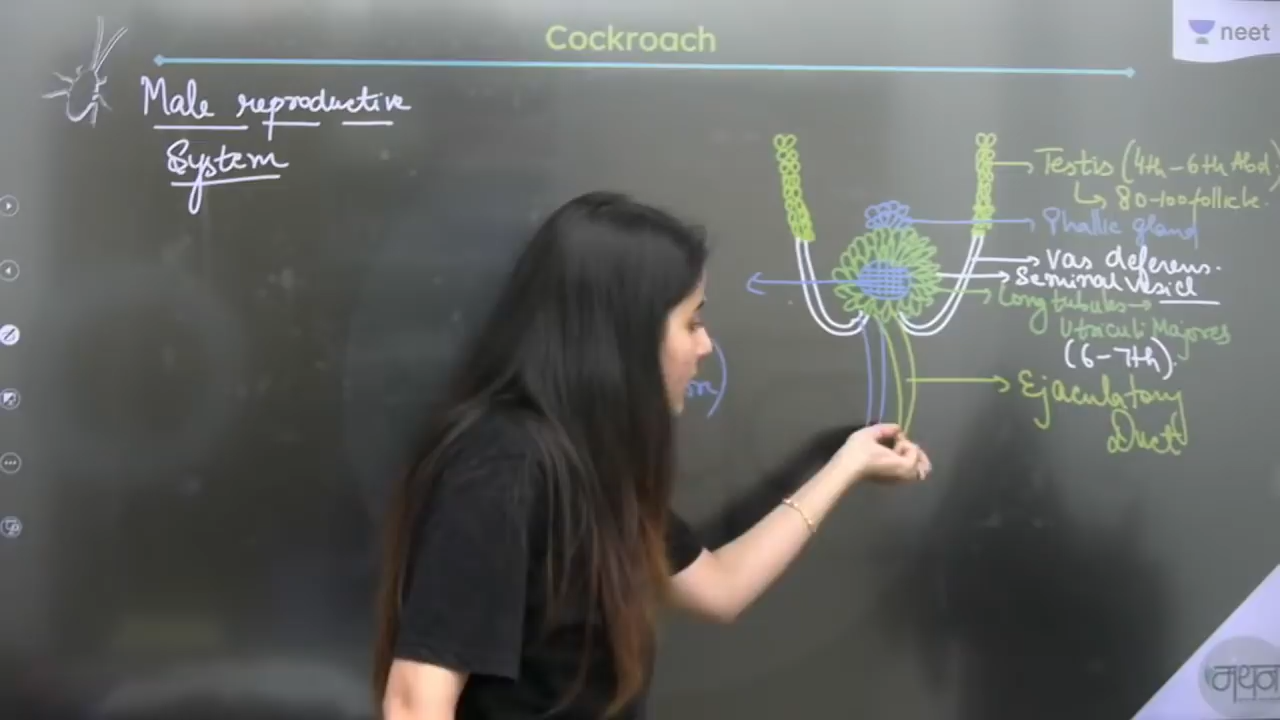 Cockroach
neet
Male reproductive
System
Testis (4th-6th Abd.)
↳ 80-100 follicle.
Phallic gland
Vas deferens.
Seminal vesicl
Long tubules →
Utriculi Majores
(6-7th).
Ejaculatory
Duct
मंथन